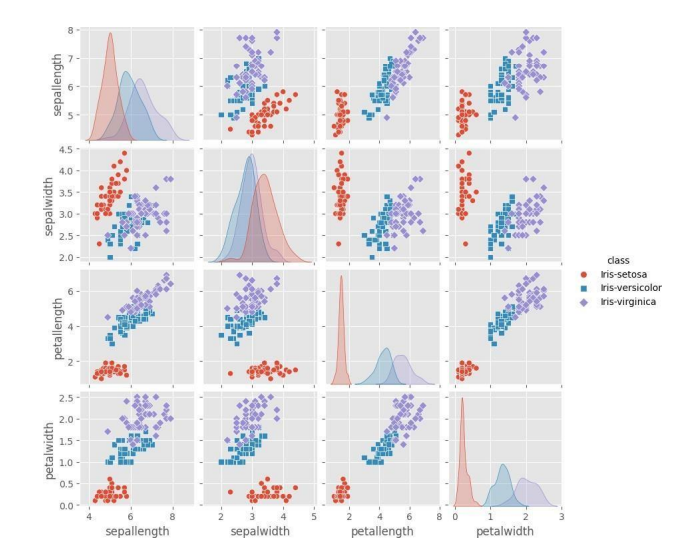 8
7
6
5
sepallength
4.5
4.0
3.5
3.0
2.5
2.0
sepalwidth
6
4
2
petallength
2.5
2.0
1.5
1.0
0.5
0.0
petalwidth
4 6 8
2 3 4 5
2 4 6 8
0 1 2 3
sepallength sepalwidth petallength petalwidth
class
Iris-setosa
Iris-versicolor
Iris-virginica